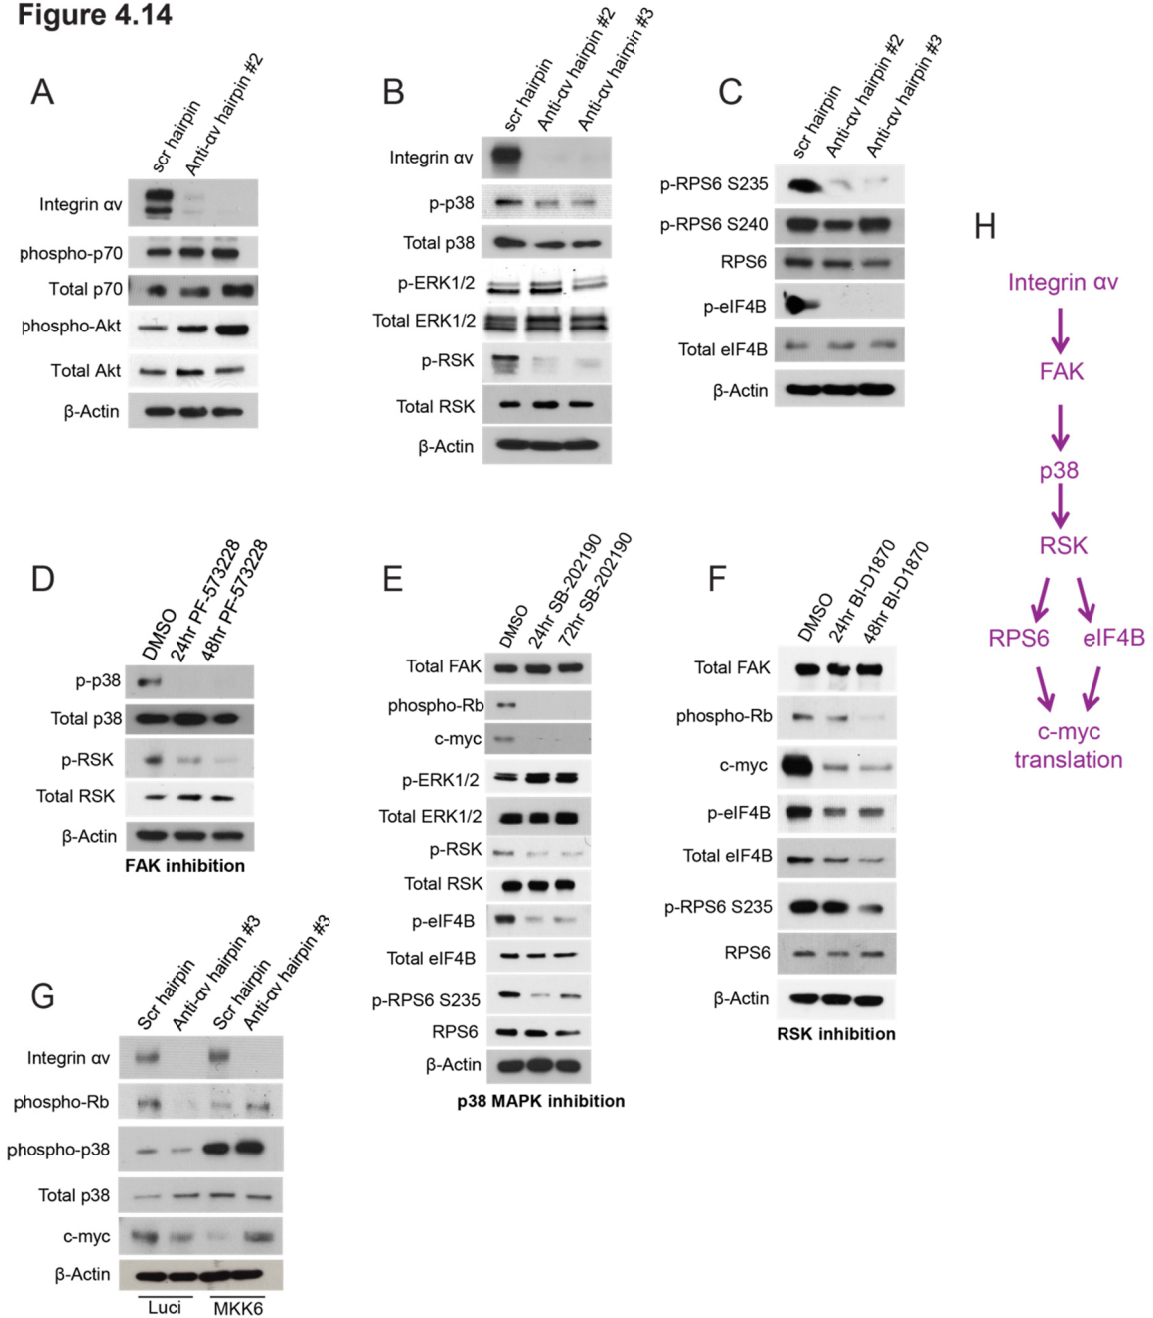 Figure 4.14
A
scr hairpin
Anti-αv hairpin #2
Integrin αv
phospho-p70
Total p70
phospho-Akt
Total Akt
β-Actin
B
scr hairpin
Anti-αv hairpin #2
Anti-αv hairpin #3
Integrin αv
p-p38
Total p38
p-ERK1/2
Total ERK1/2
p-RSK
Total RSK
β-Actin
C
scr hairpin
Anti-αv hairpin #2
Anti-αv hairpin #3
p-RPS6 S235
p-RPS6 S240
RPS6
p-eIF4B
Total eIF4B
β-Actin
D
DMSO
24hr PF-573228
48hr PF-573228
p-p38
Total p38
p-RSK
Total RSK
β-Actin
FAK inhibition
E
DMSO
24hr SB-202190
72hr SB-202190
Total FAK
phospho-Rb
c-myc
p-ERK1/2
Total ERK1/2
p-RSK
Total RSK
p-eIF4B
Total eIF4B
p-RPS6 S235
RPS6
β-Actin
p38 MAPK inhibition
F
DMSO
24hr BI-D1870
48hr BI-D1870
Total FAK
phospho-Rb
c-myc
p-eIF4B
Total eIF4B
p-RPS6 S235
RPS6
β-Actin
RSK inhibition
G
Scr hairpin
Anti-αv hairpin #3
Scr hairpin
Anti-αv hairpin #3
Integrin αv
phospho-Rb
phospho-p38
Total p38
c-myc
β-Actin
Luci
MKK6
H
Integrin αv
FAK
p38
RSK
RPS6
eIF4B
c-myc
translation